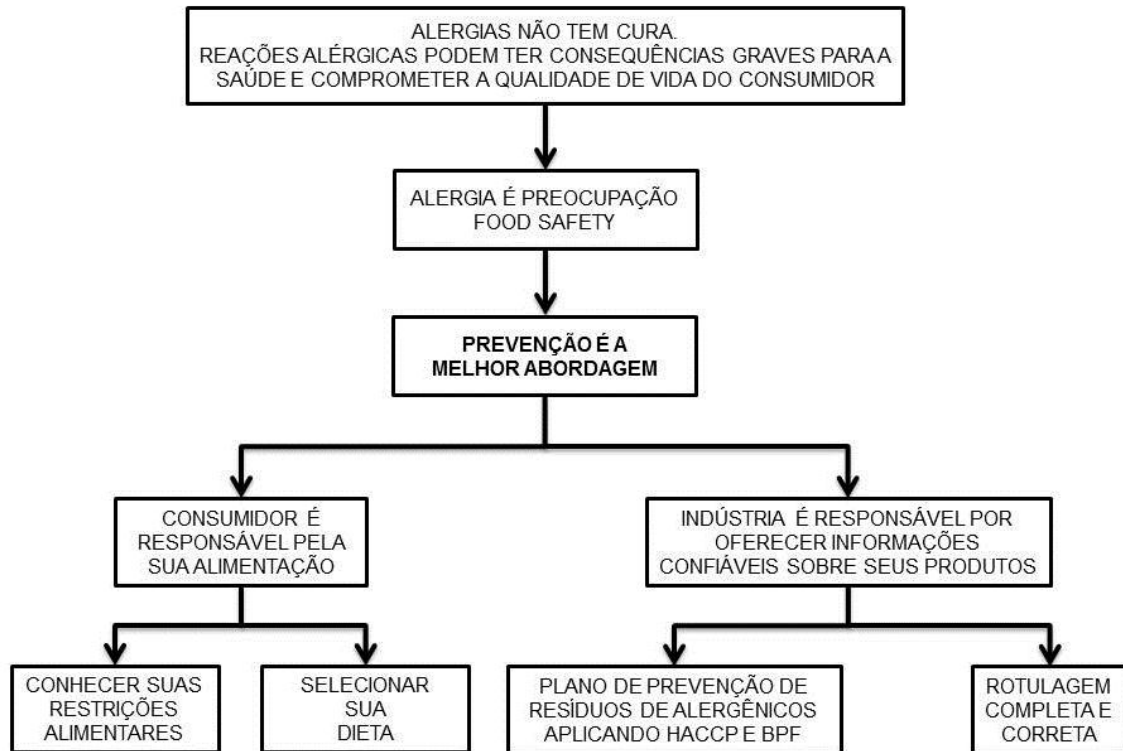 ALERGIAS NÃO TEM CURA.
REAÇÕES ALÉRGICAS PODEM TER CONSEQUÊNCIAS GRAVES PARA A
SAÚDE E COMPROMETER A QUALIDADE DE VIDA DO CONSUMIDOR
ALERGIA É PREOCUPAÇÃO
FOOD SAFETY
PREVENÇÃO É A
MELHOR ABORDAGEM
CONSUMIDOR É
RESPONSÁVEL PELA
SUA ALIMENTAÇÃO
INDÚSTRIA É RESPONSÁVEL POR
OFERECER INFORMAÇÕES
CONFIÁVEIS SOBRE SEUS PRODUTOS
CONHECER SUAS
RESTRIÇÕES
ALIMENTARES
SELECIONAR
SUA
DIETA
PLANO DE PREVENÇÃO DE
RESÍDUOS DE ALERGÊNICOS
APLICANDO HACCP E BPF
ROTULAGEM
COMPLETA E
CORRETA